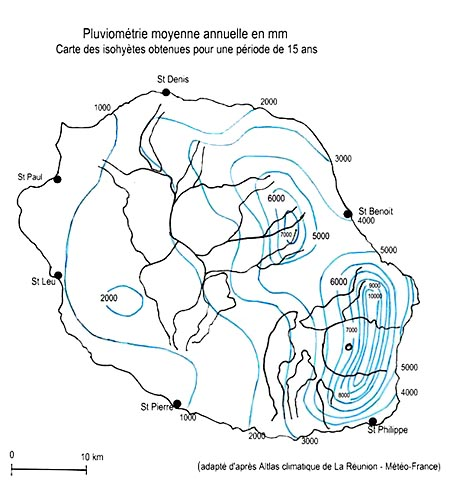 Pluviométrie moyenne annuelle en mm
Carte des isohyètes obtenues pour une période de 15 ans
St Denis
1000
2000
3000
St Paul
6000
St Benoit
4000
7000
5000
5000
St Leu
6000
9000
10000
2000
7000
5000
8000
4000
St Pierre
1000
St Philippe
2000
3000
0
10 km
(adapté d'après Altlas climatique de La Réunion - Météo-France)